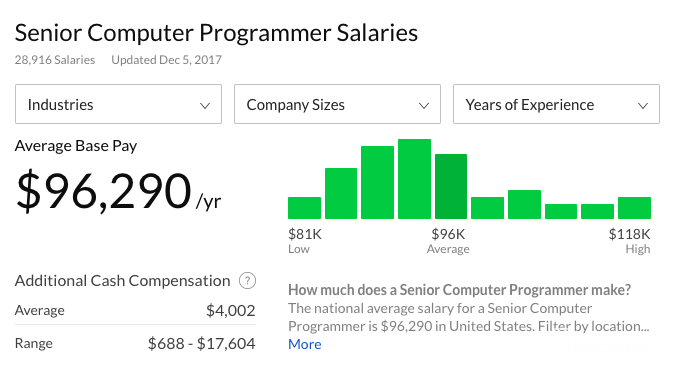 Senior Computer Programmer Salaries
28,916 Salaries Updated Dec 5, 2017
Industries Company Sizes Years of Experience
Average Base Pay
$96,290 /yr
$81K $96K $118K
Low Average High
Additional Cash Compensation ?
Average $4,002
Range $688 - $17,604
How much does a Senior Computer Programmer make?
The national average salary for a Senior Computer
Programmer is $96,290 in United States. Filter by location...
More